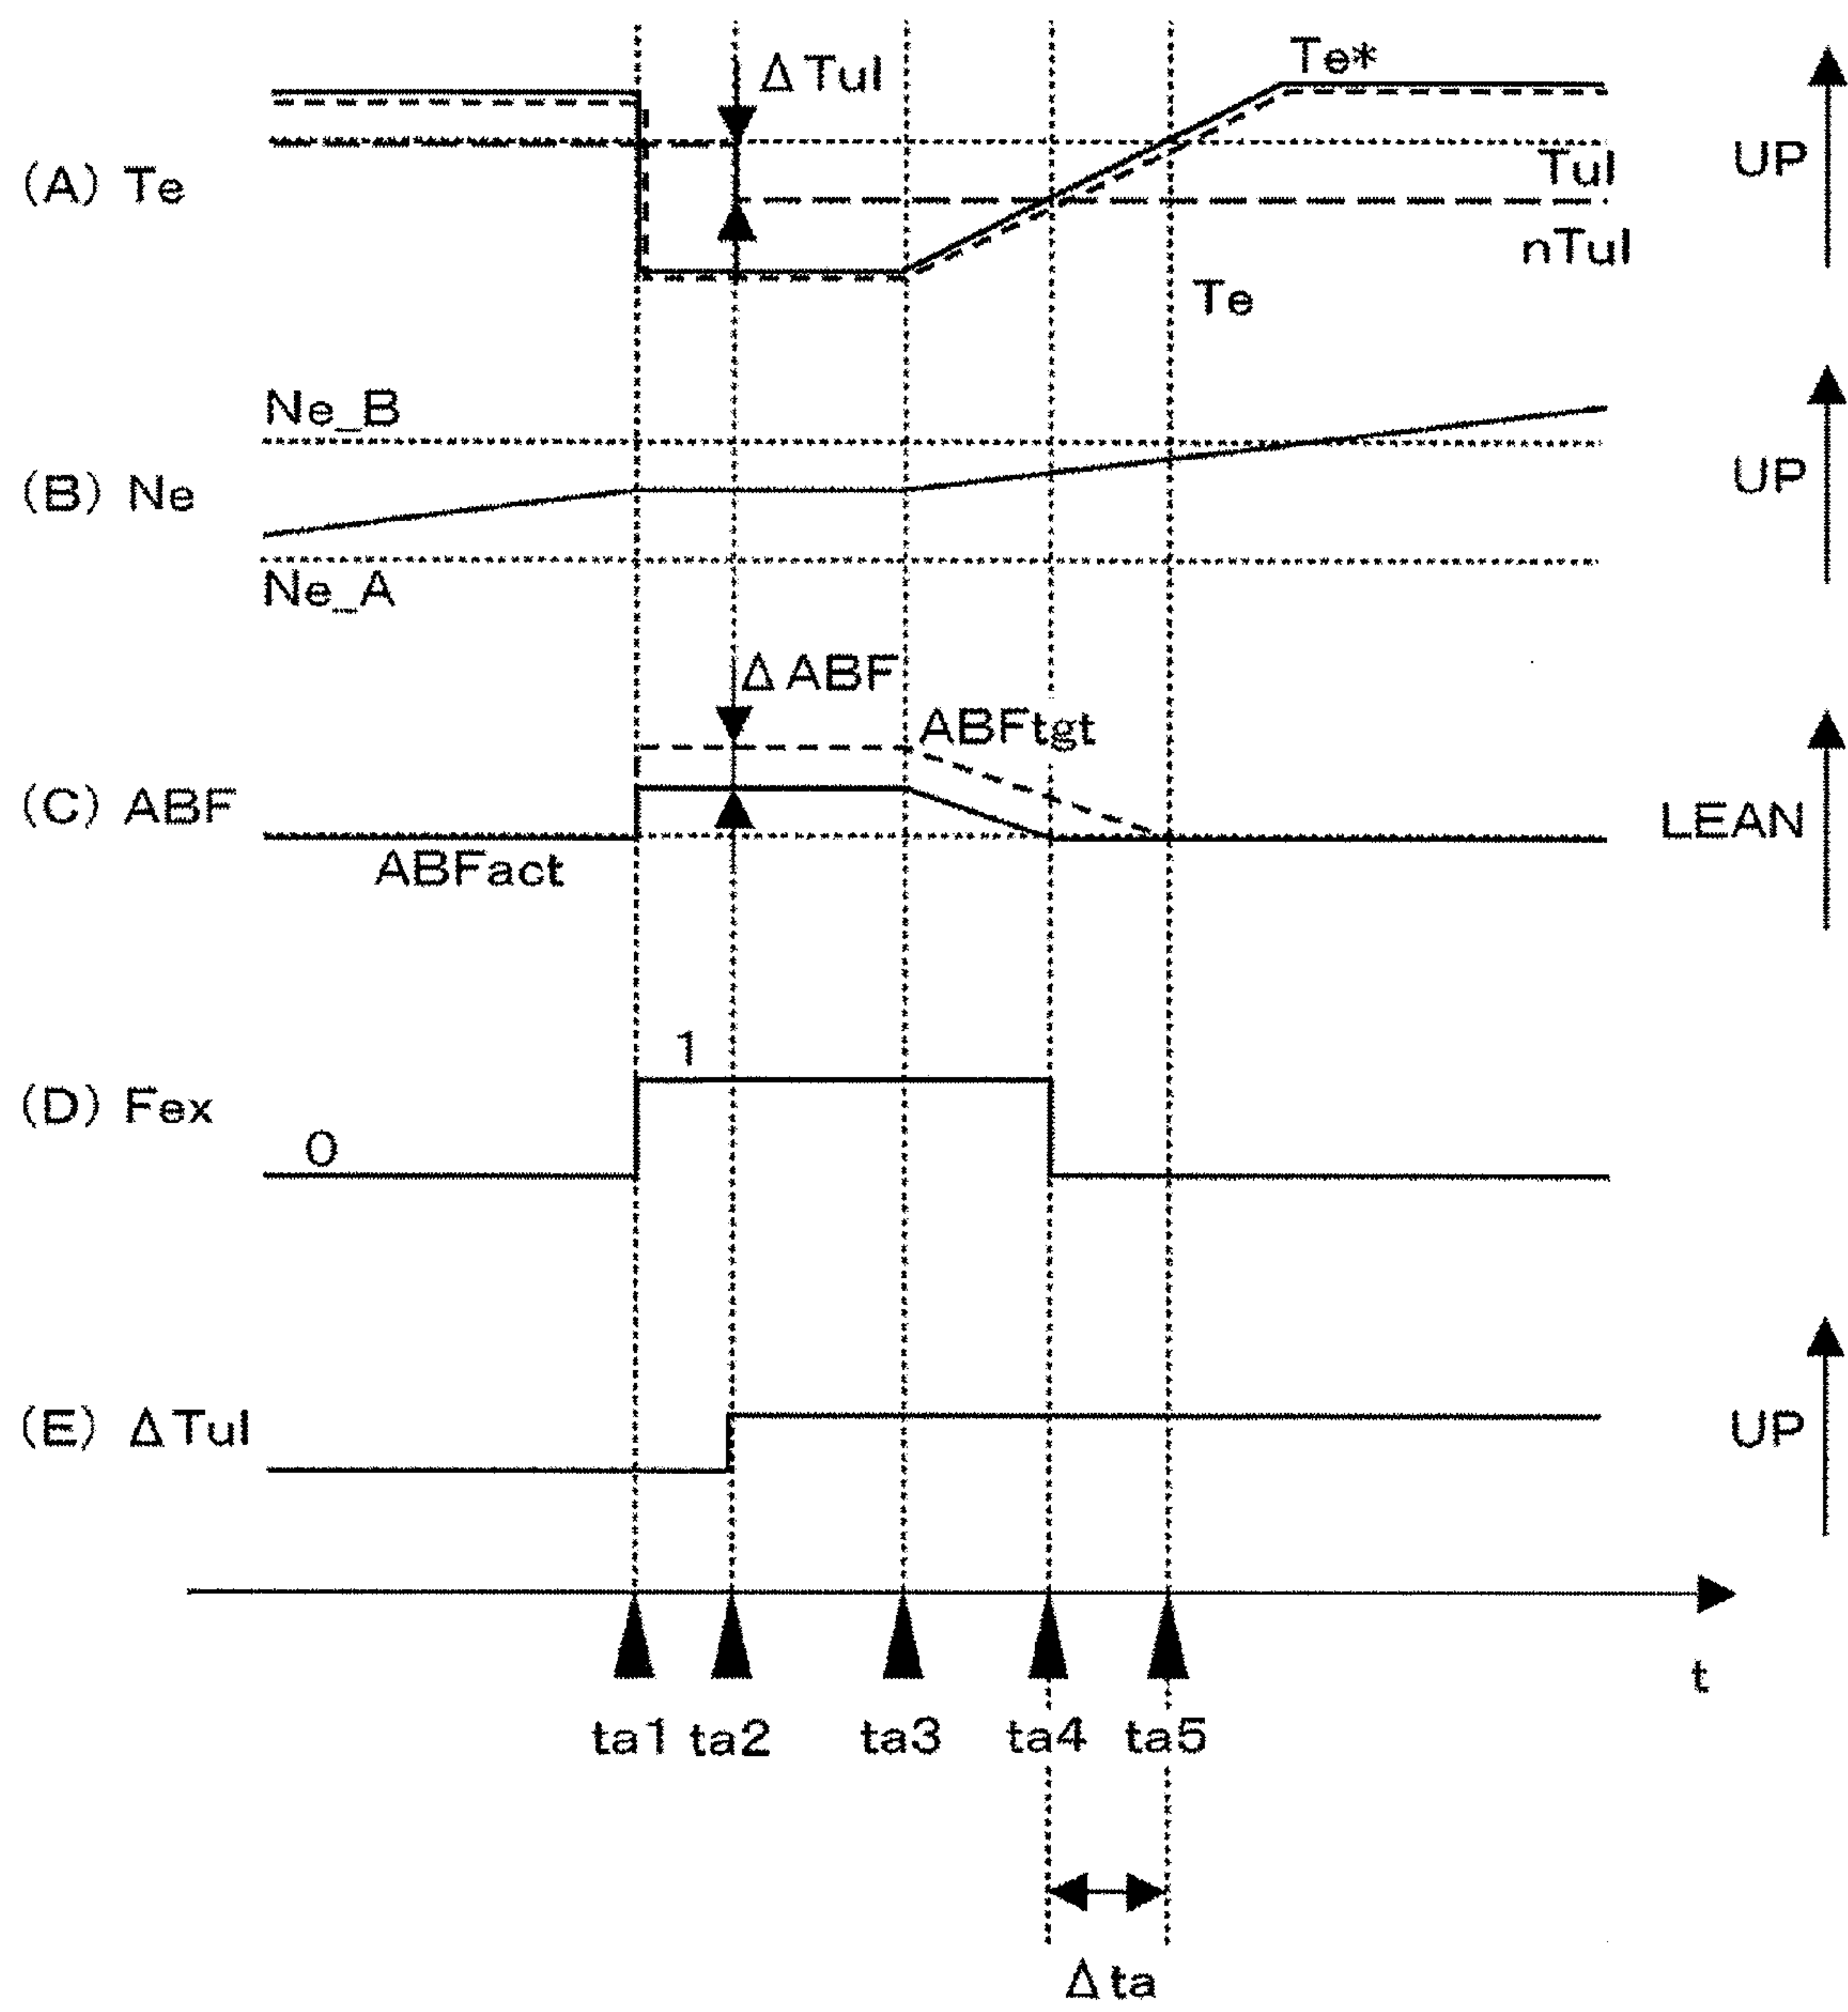 Te*
ΔTul
UP
(A) Te
Tul
nTul
Te
Ne_B
(B) Ne
UP
Ne_A
ΔABF
ABFtgt
(C) ABF
LEAN
ABFact
1
(D) Fex
0
(E) ΔTul
UP
t
ta1 ta2 ta3 ta4 ta5
Δta